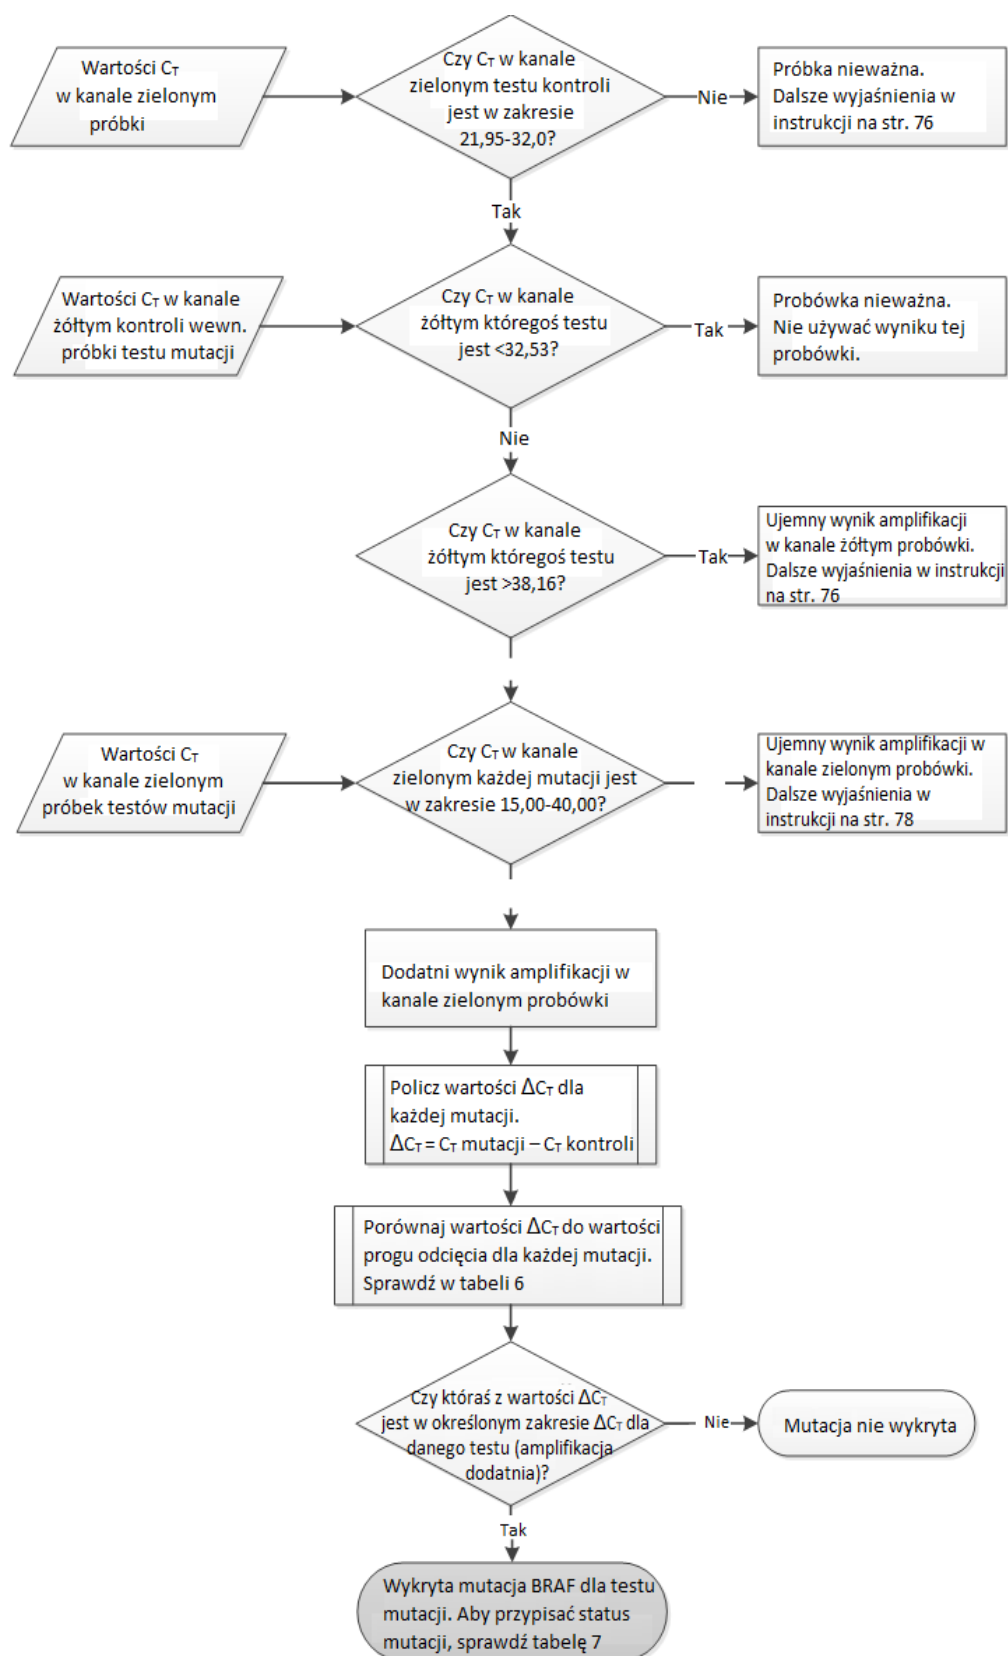 Wartości CT
w kanale zielonym
próbki
Czy CT w kanale
zielonym testu kontroli
jest w zakresie
21,95-32,0?
Nie
Próbka nieważna.
Dalsze wyjaśnienia w
instrukcji na str. 76
Tak
Wartości CT w kanale
żółtym kontroli wewn.
próbki testu mutacji
Czy CT w kanale
żółtym któregoś testu
jest <32,53?
Tak
Probówka nieważna.
Nie używać wyniku tej
probówki.
Nie
Czy CT w kanale
żółtym któregoś testu
jest >38,16?
Tak
Ujemny wynik amplifikacji
w kanale żółtym probówki.
Dalsze wyjaśnienia w instrukcji
na str. 76
Wartości CT
w kanale zielonym
próbek testów mutacji
Czy CT w kanale
zielonym każdej mutacji jest
w zakresie 15,00-40,00?
Ujemny wynik amplifikacji w
kanale zielonym probówki.
Dalsze wyjaśnienia w
instrukcji na str. 78
Dodatni wynik amplifikacji w
kanale zielonym probówki
Policz wartości ΔCT dla
każdej mutacji.
ΔCT = CT mutacji – CT kontroli
Porównaj wartości ΔCT do wartości
progu odcięcia dla każdej mutacji.
Sprawdź w tabeli 6
Czy któraś z wartości ΔCT
jest w określonym zakresie ΔCT dla
danego testu (amplifikacja
dodatnia)?
Nie
Mutacja nie wykryta
Tak
Wykryta mutacja BRAF dla testu
mutacji. Aby przypisać status
mutacji, sprawdź tabelę 7